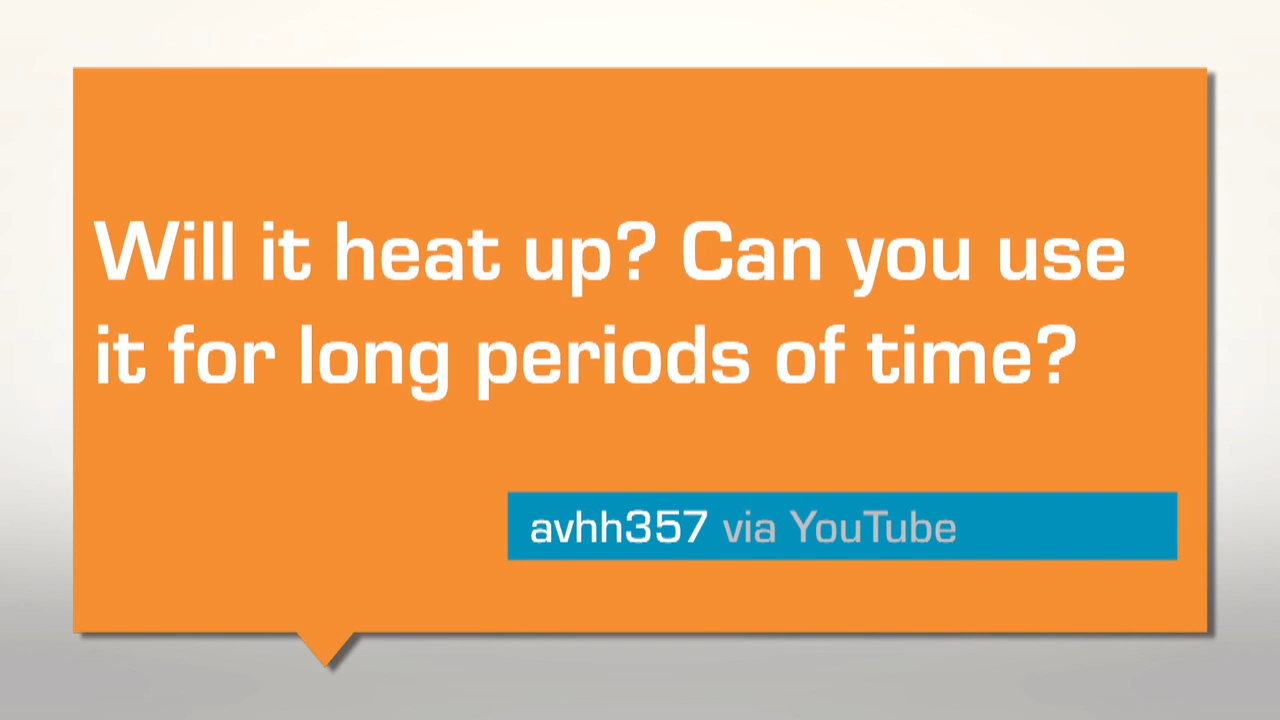 Will it heat up? Can you use
it for long periods of time?
avhh357 via YouTube